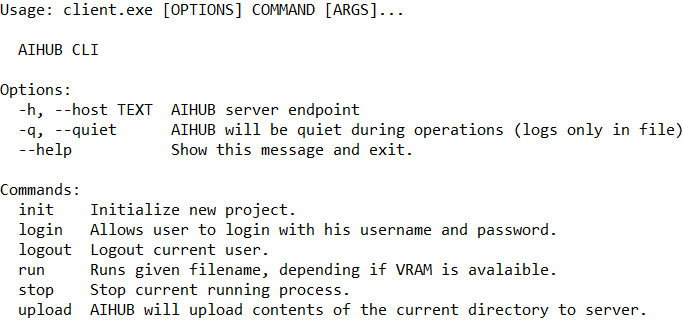 Usage: client.exe [OPTIONS] COMMAND [ARGS]...
AIHUB CLI
Options:
-h, --host TEXT  AIHUB server endpoint
-q, --quiet      AIHUB will be quiet during operations (logs only in file)
--help           Show this message and exit.
Commands:
init    Initialize new project.
login   Allows user to login with his username and password.
logout  Logout current user.
run     Runs given filename, depending if VRAM is avalaible.
stop    Stop current running process.
upload  AIHUB will upload contents of the current directory to server.